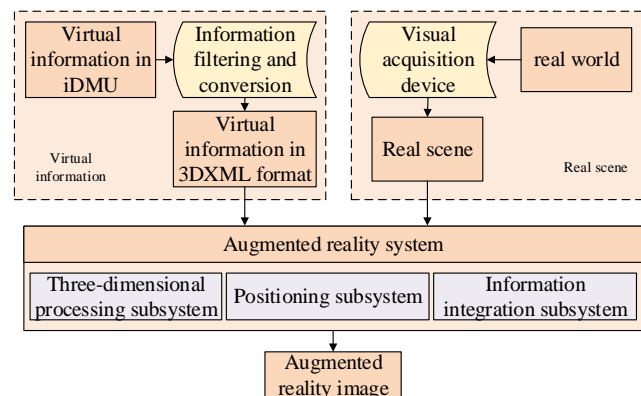 Virtual
information in
iDMU
Information
filtering and
conversion
Virtual
information in
3DXML format
Virtual
information
Visual
acquisition
device
real world
Real scene
Real scene
Augmented reality system
Three-dimensional
processing subsystem
Positioning subsystem
Information
integration subsystem
Augmented
reality image